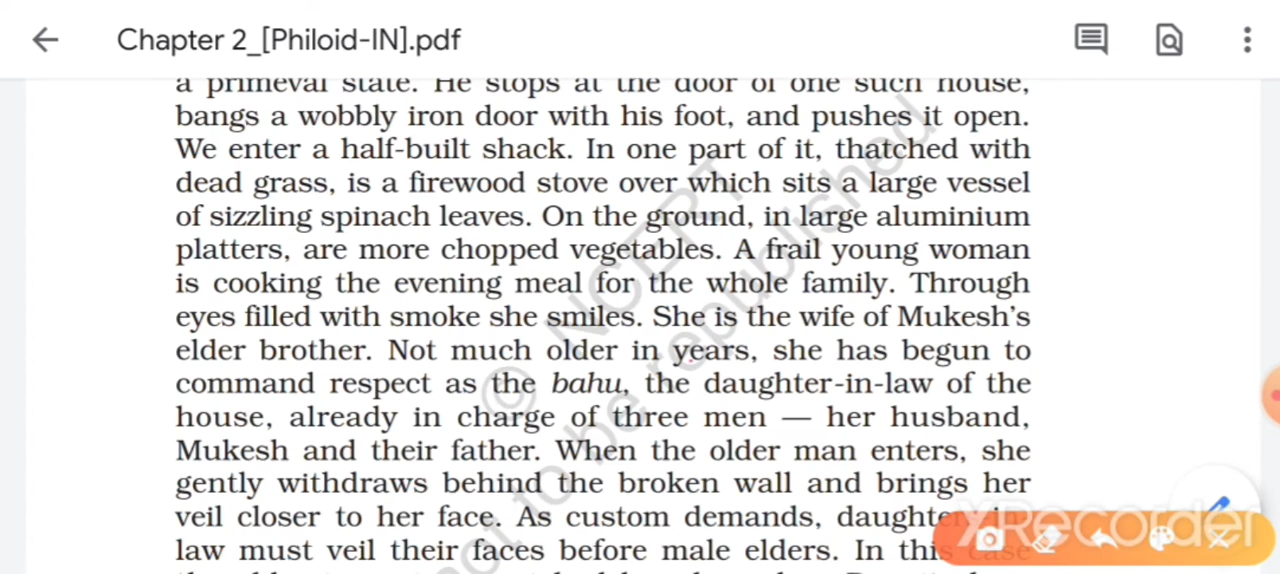 Chapter 2_[Philoid-IN].pdf
a primeval state. He stops at the door of one such house,
bangs a wobbly iron door with his foot, and pushes it open.
We enter a half-built shack. In one part of it, thatched with
dead grass, is a firewood stove over which sits a large vessel
of sizzling spinach leaves. On the ground, in large aluminium
platters, are more chopped vegetables. A frail young woman
is cooking the evening meal for the whole family. Through
eyes filled with smoke she smiles. She is the wife of Mukesh’s
elder brother. Not much older in years, she has begun to
command respect as the bahu, the daughter-in-law of the
house, already in charge of three men — her husband,
Mukesh and their father. When the older man enters, she
gently withdraws behind the broken wall and brings her
veil closer to her face. As custom demands, daughters-in-
law must veil their faces before male elders. In this case
© NCERT
not to be republished
XRecorder